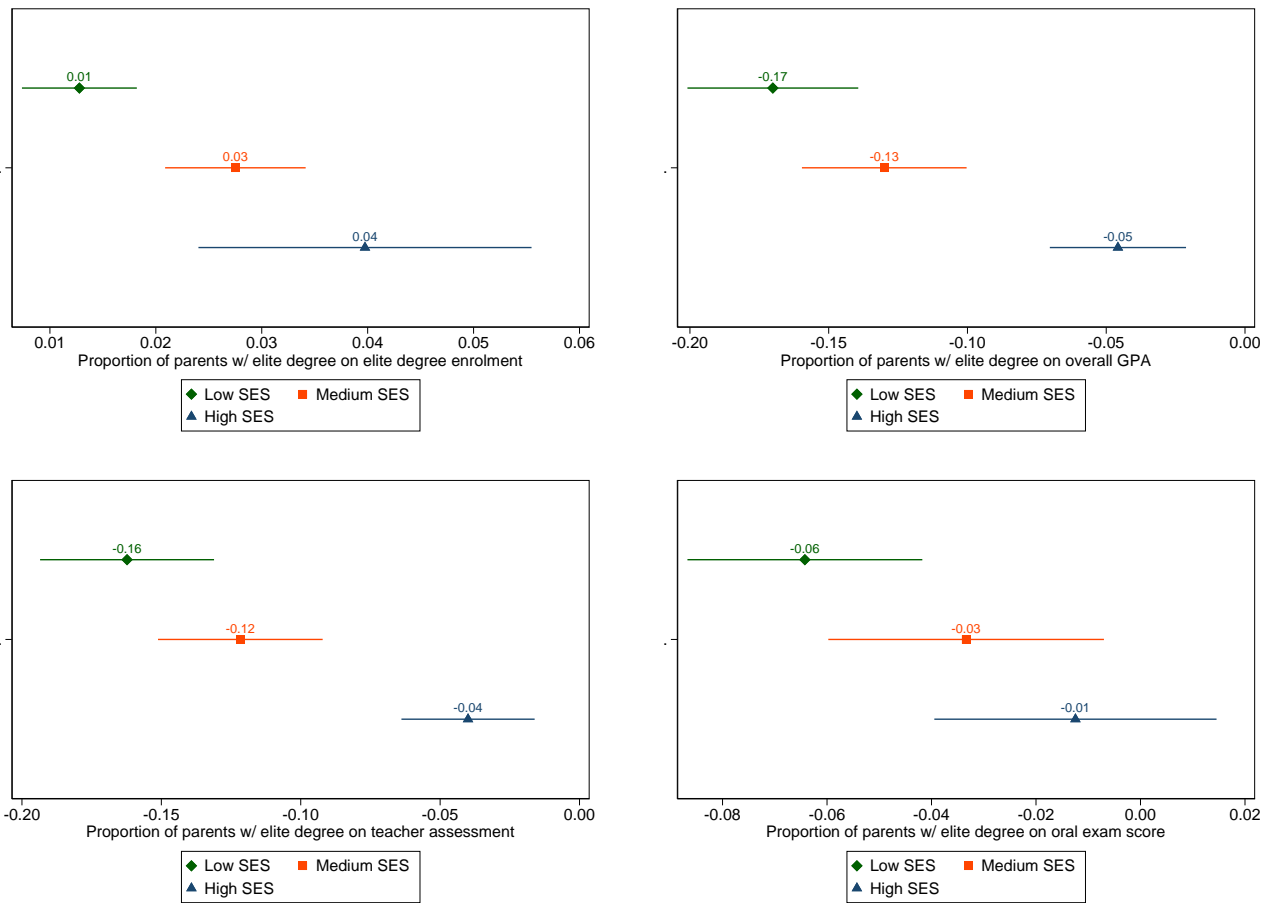 0.01
0.03
.
0.04
0.01 0.02 0.03 0.04 0.05 0.06
Proportion of parents w/ elite degree on elite degree enrolment
Low SES Medium SES
High SES
-0.17
-0.13
.
-0.05
-0.20 -0.15 -0.10 -0.05 0.00
Proportion of parents w/ elite degree on overall GPA
Low SES Medium SES
High SES
-0.16
-0.12
.
-0.04
-0.20 -0.15 -0.10 -0.05 0.00
Proportion of parents w/ elite degree on teacher assessment
Low SES Medium SES
High SES
-0.06
-0.03
.
-0.01
-0.08 -0.06 -0.04 -0.02 0.00 0.02
Proportion of parents w/ elite degree on oral exam score
Low SES Medium SES
High SES